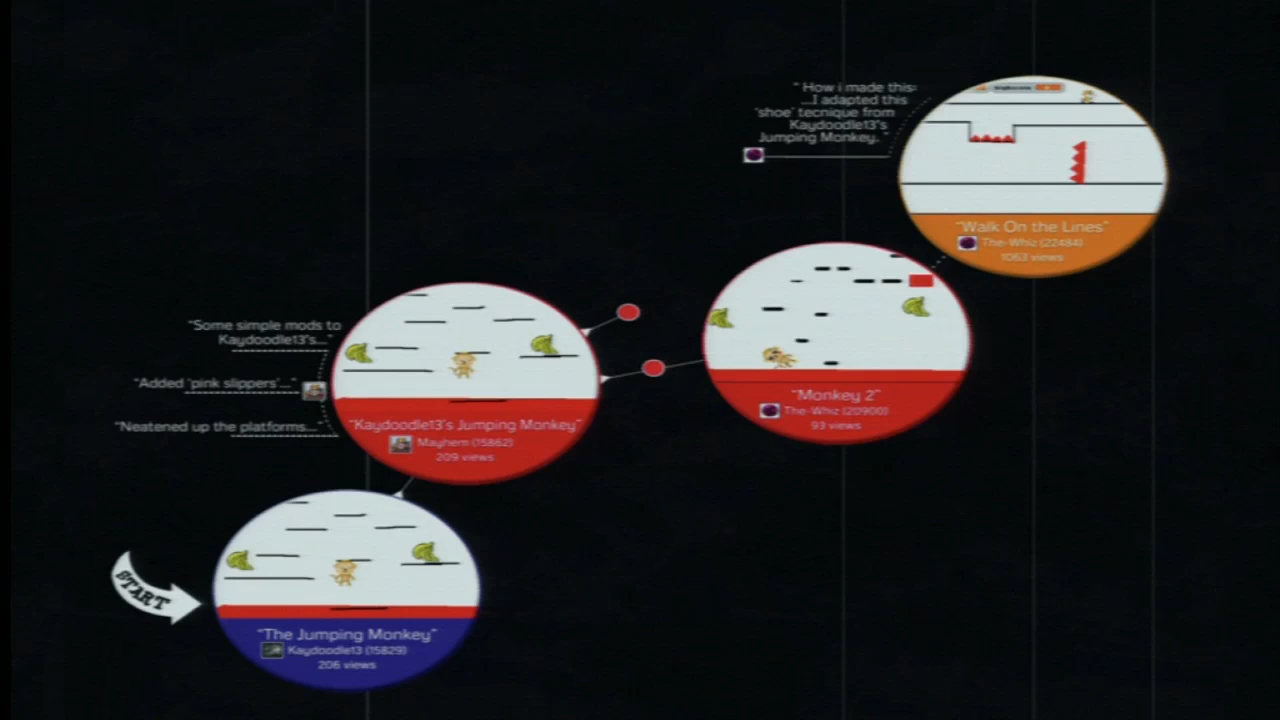 " How i made this:
...I adapted this
'shoe' tecnique from
Kaydoodle13's
Jumping Monkey. "
"Walk On the Lines"
The-Whiz (22484)
1063 views
"Some simple mods to
Kaydoodle13's..."
"Added 'pink slippers'..."
"Neatened up the platforms..."
"Kaydoodle13's Jumping Monkey"
Mayhem (15862)
209 views
"Monkey 2"
The-Whiz (20900)
93 views
START
"The Jumping Monkey"
Kaydoodle13 (15829)
206 views